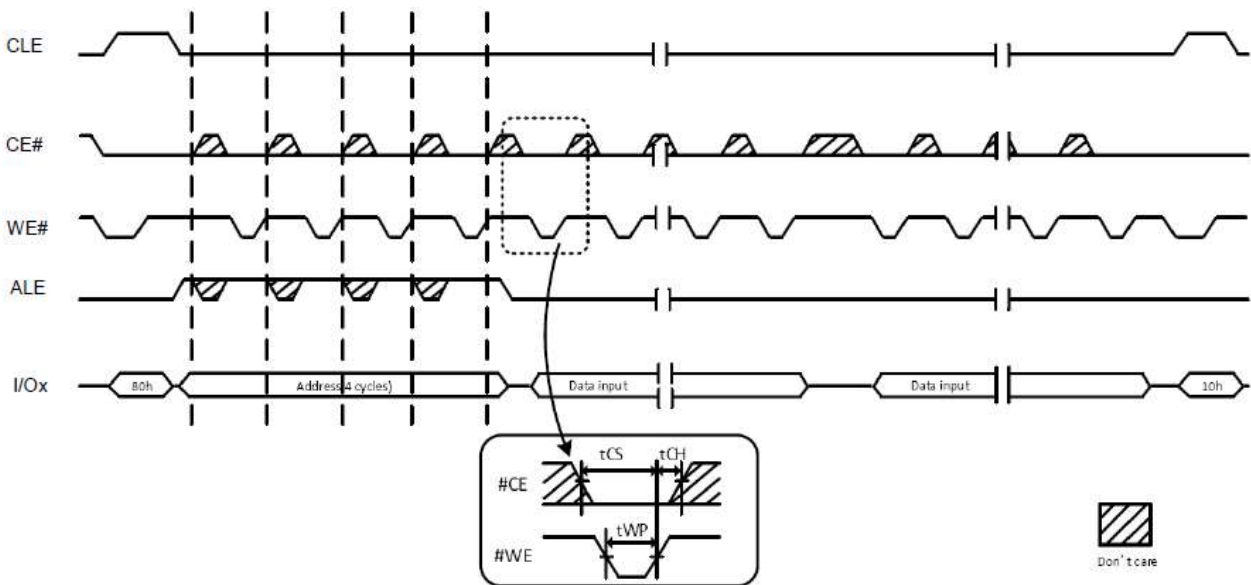 CLE
CE#
WE#
ALE
I/Ox
80h
Address(4 cycles)
Data input
Data input
10h
tCS
tCH
#CE
tWP
#WE
Don't care